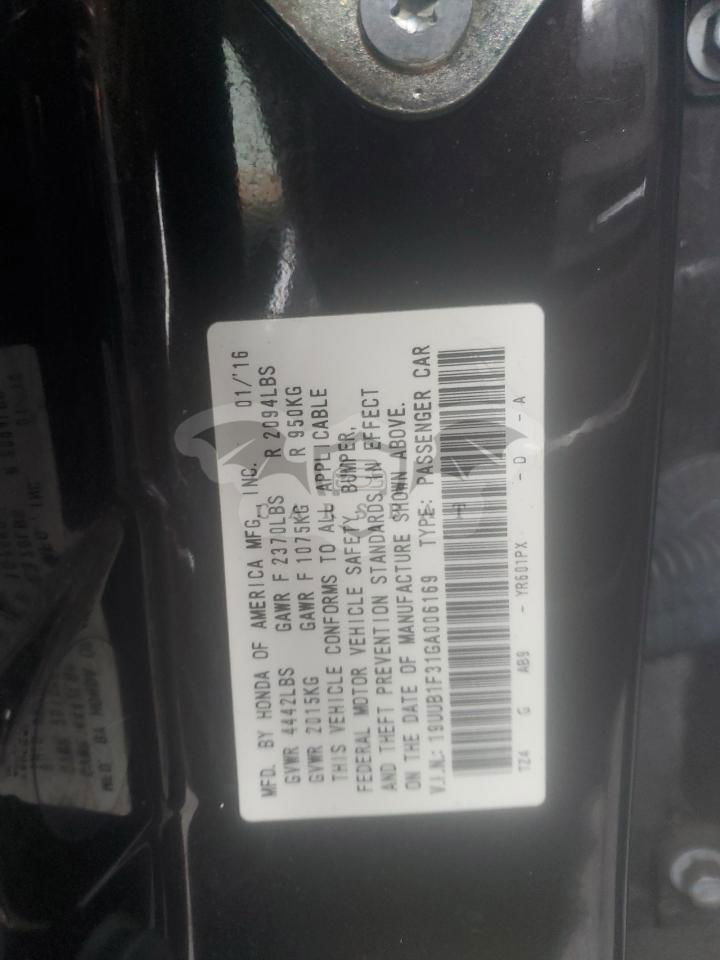 MFD. BY HONDA OF AMERICA MFG., INC. 01/'16
GVWR 4442LBS GAWR F 2370LBS R 2094LBS
GVWR 2015KG GAWR F 1075KG R 950KG
THIS VEHICLE CONFORMS TO ALL APPLICABLE
FEDERAL MOTOR VEHICLE SAFETY, BUMPER,
AND THEFT PREVENTION STANDARDS IN EFFECT
ON THE DATE OF MANUFACTURE SHOWN ABOVE.
V.I.N.: 19UUB1F31GA006169 TYPE: PASSENGER CAR
TZ4 G AB9 - YR601PX - D - A